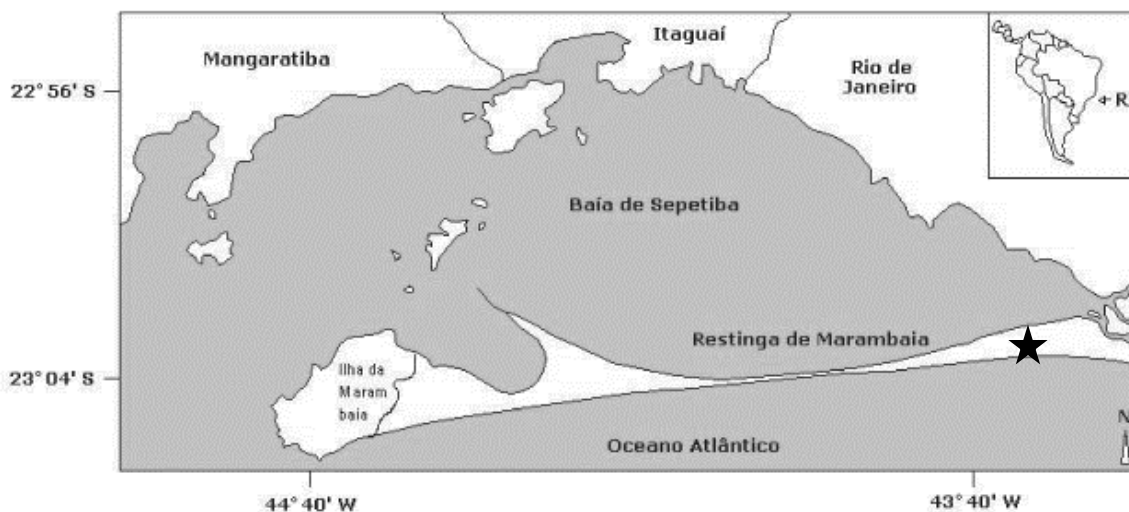 Itaguaí
Mangaratiba
Rio de
Janeiro
22°56' S
R
Baía de Sepetiba
Restinga de Marambaia
23°04' S
Ilha da
Maram
baia
Oceano Atlântico
N
44°40' W
43°40' W